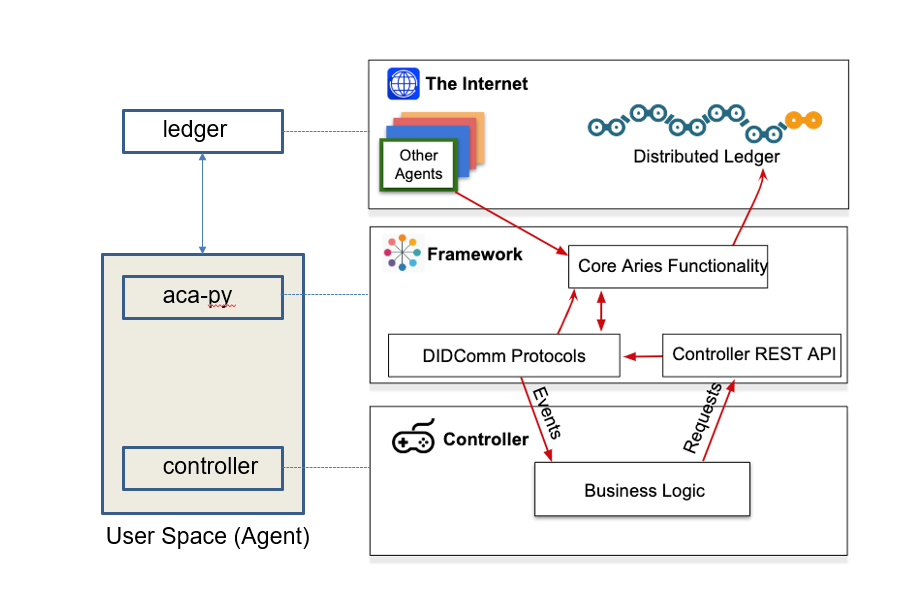 The Internet
ledger
Other
Agents
Distributed Ledger
Framework
Core Aries Functionality
aca-py
DIDComm Protocols
Controller REST API
Events
Requests
Controller
controller
Business Logic
User Space (Agent)